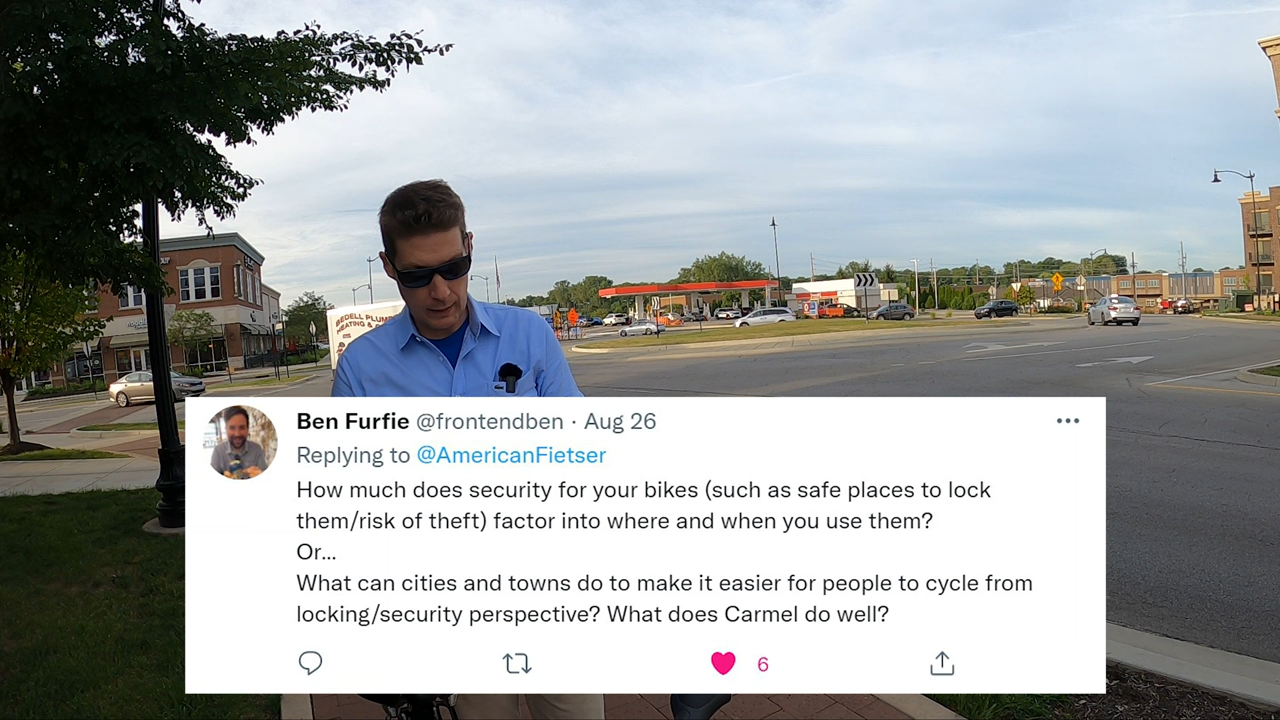 BEDELL PLUM
HEATING &
Ben Furfie @frontendben · Aug 26
Replying to @AmericanFietser
How much does security for your bikes (such as safe places to lock
them/risk of theft) factor into where and when you use them?
Or...
What can cities and towns do to make it easier for people to cycle from
locking/security perspective? What does Carmel do well?
6